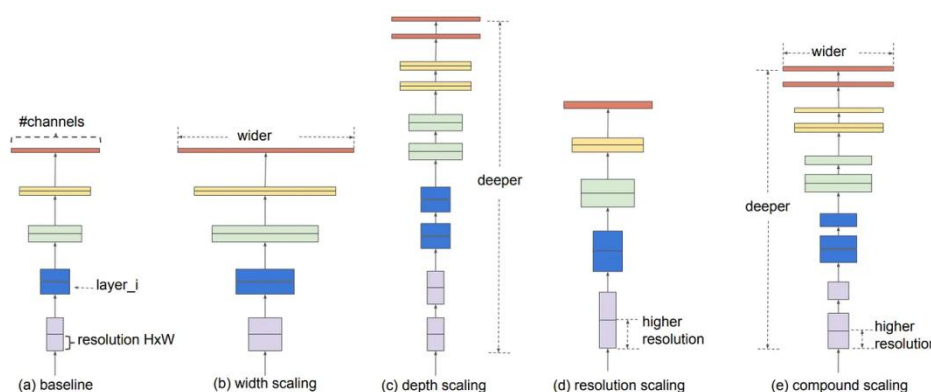 #channels
wider
deeper
wider
deeper
layer_i
resolution HxW
higher
resolution
higher
resolution
(a) baseline
(b) width scaling
(c) depth scaling
(d) resolution scaling
(e) compound scaling